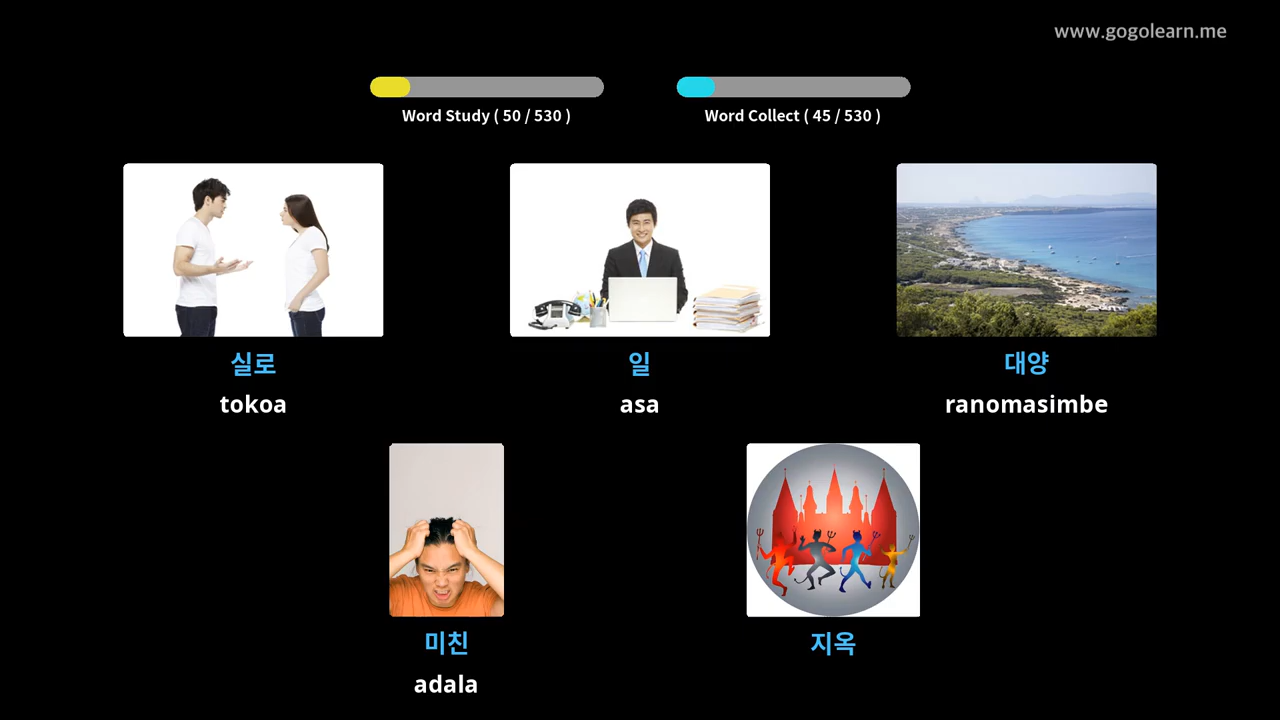 www.gogolearn.me
Word Study ( 50 / 530 )
Word Collect ( 45 / 530 )
실로
tokoa
일
asa
대양
ranomasimbe
미친
adala
지옥